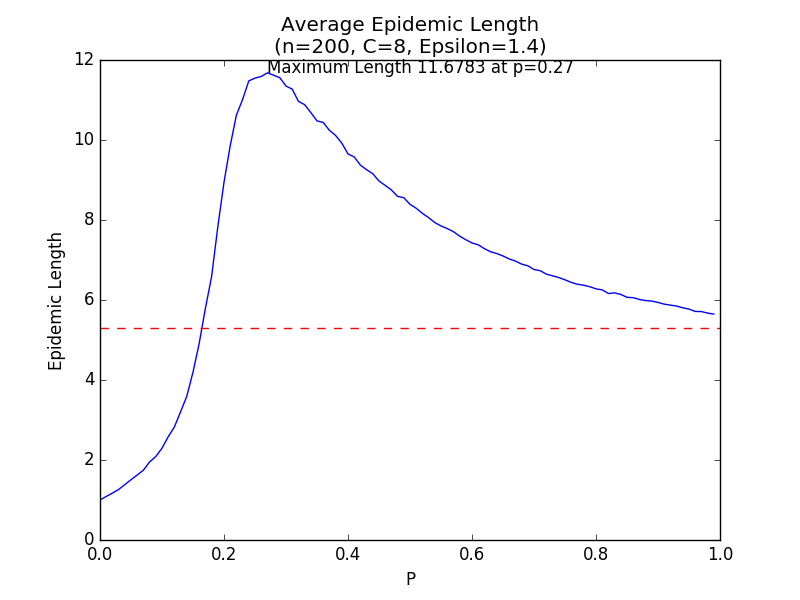 Average Epidemic Length
(n=200, C=8, Epsilon=1.4)
Maximum Length 11.6783 at p=0.27
12
10
8
6
4
2
0
Epidemic Length
0.0 0.2 0.4 0.6 0.8 1.0
P